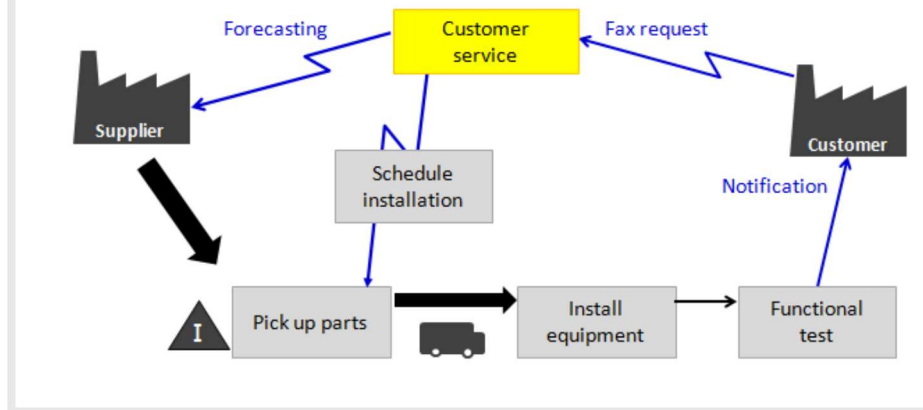 Forecasting
Customer
service
Fax request
Supplier
Customer
Schedule
installation
Notification
I
Pick up parts
Install
equipment
Functional
test